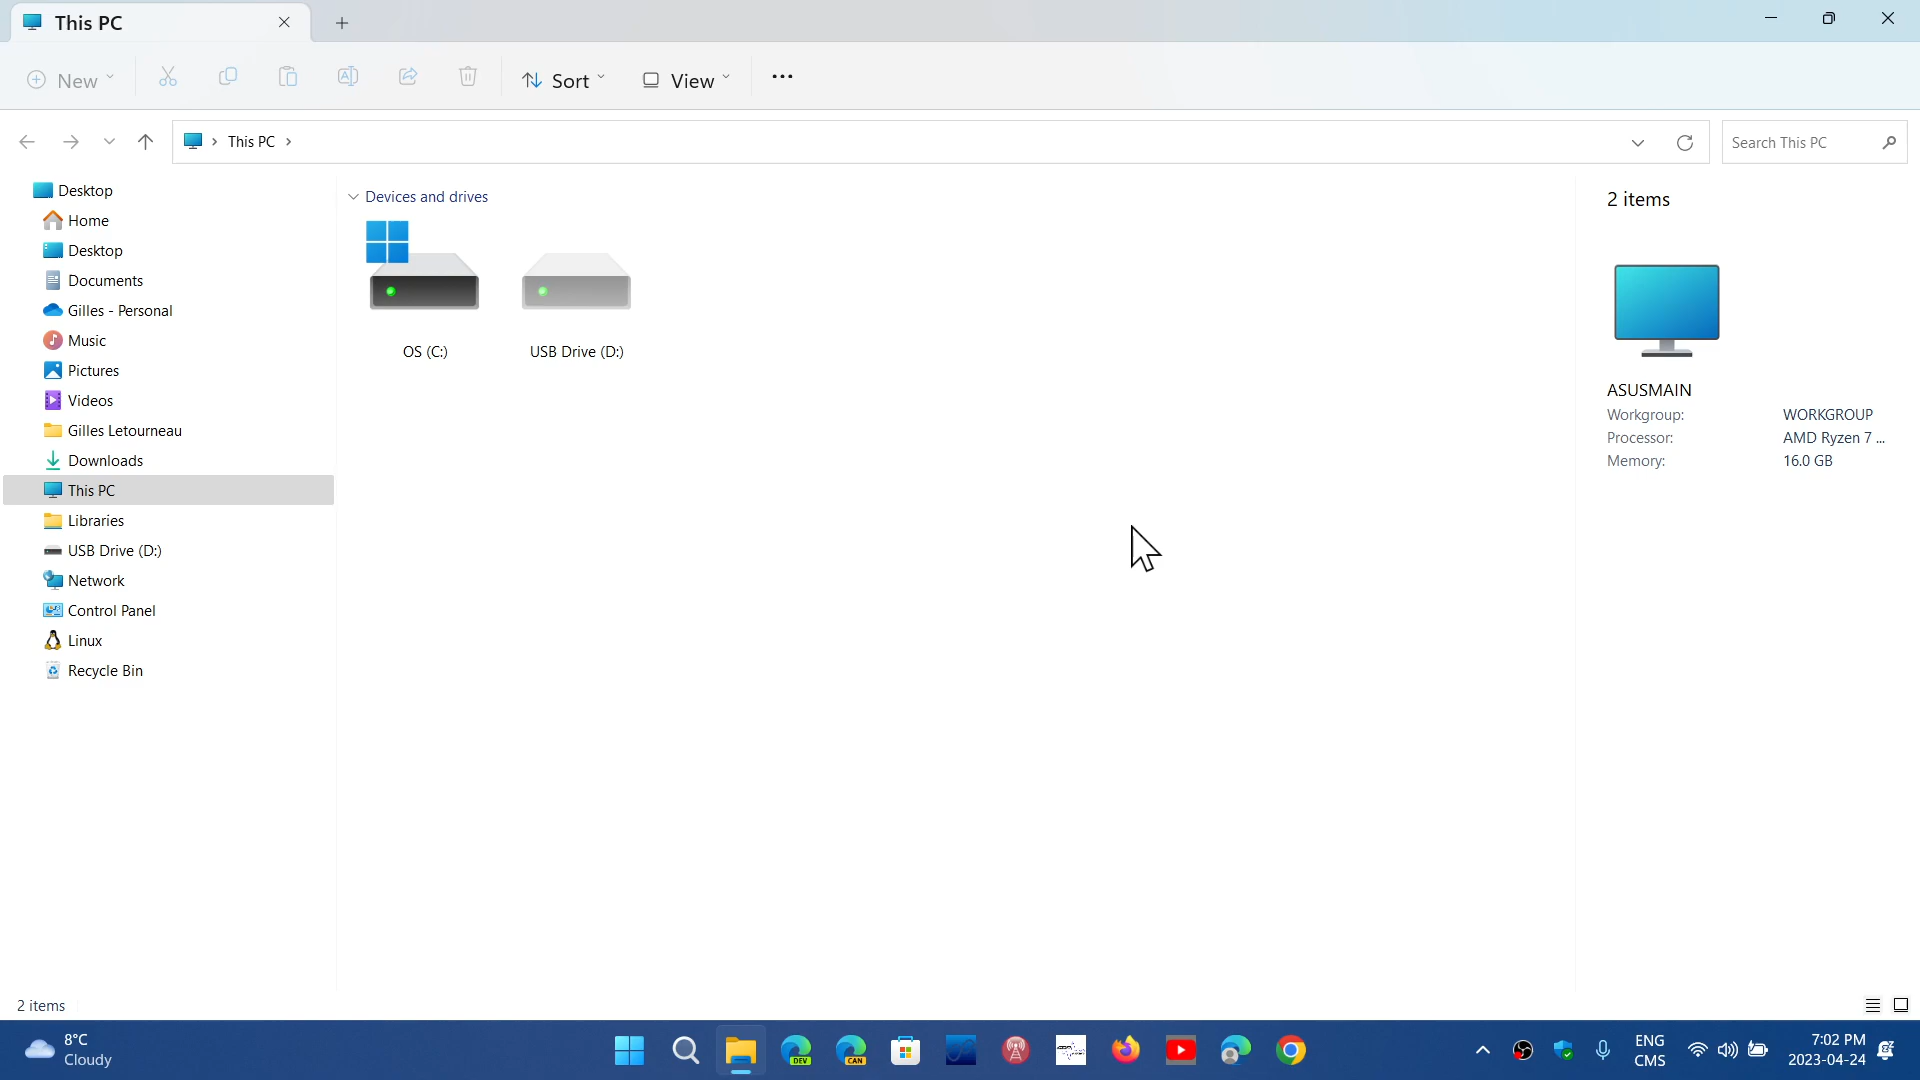 This PC
New
Sort
View
This PC
Search This PC
Desktop
Home
Desktop
Documents
Gilles - Personal
Music
Pictures
Videos
Gilles Letourneau
Downloads
This PC
Libraries
USB Drive (D:)
Network
Control Panel
Linux
Recycle Bin
Devices and drives
OS (C:)
USB Drive (D:)
2 items
ASUSMAIN
Workgroup: WORKGROUP
Processor: AMD Ryzen 7 ...
Memory: 16.0 GB
2 items
8°C
Cloudy
DEV
CAN
ENG
CMS
7:02 PM
2023-04-24